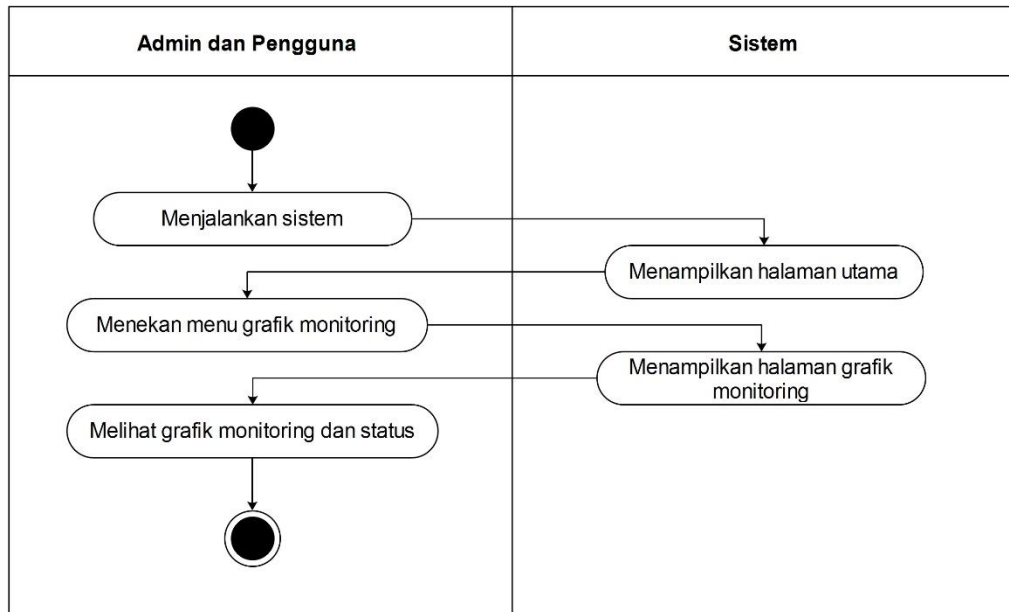 Admin dan Pengguna
Sistem
Menjalankan sistem
Menampilkan halaman utama
Menekan menu grafik monitoring
Menampilkan halaman grafik
monitoring
Melihat grafik monitoring dan status